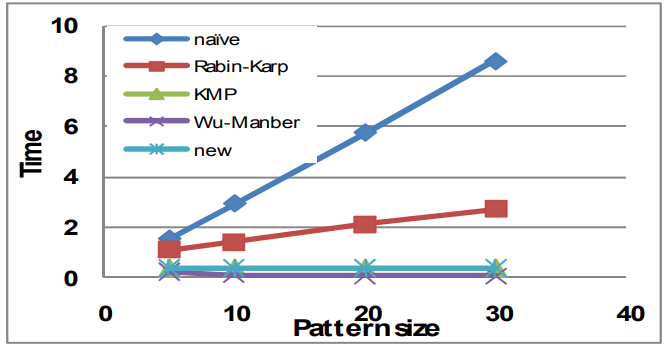 10
8
6
4
2
0
Time
naïve
Rabin-Karp
KMP
Wu-Manber
new
0 10 20 30 40
Pattern size